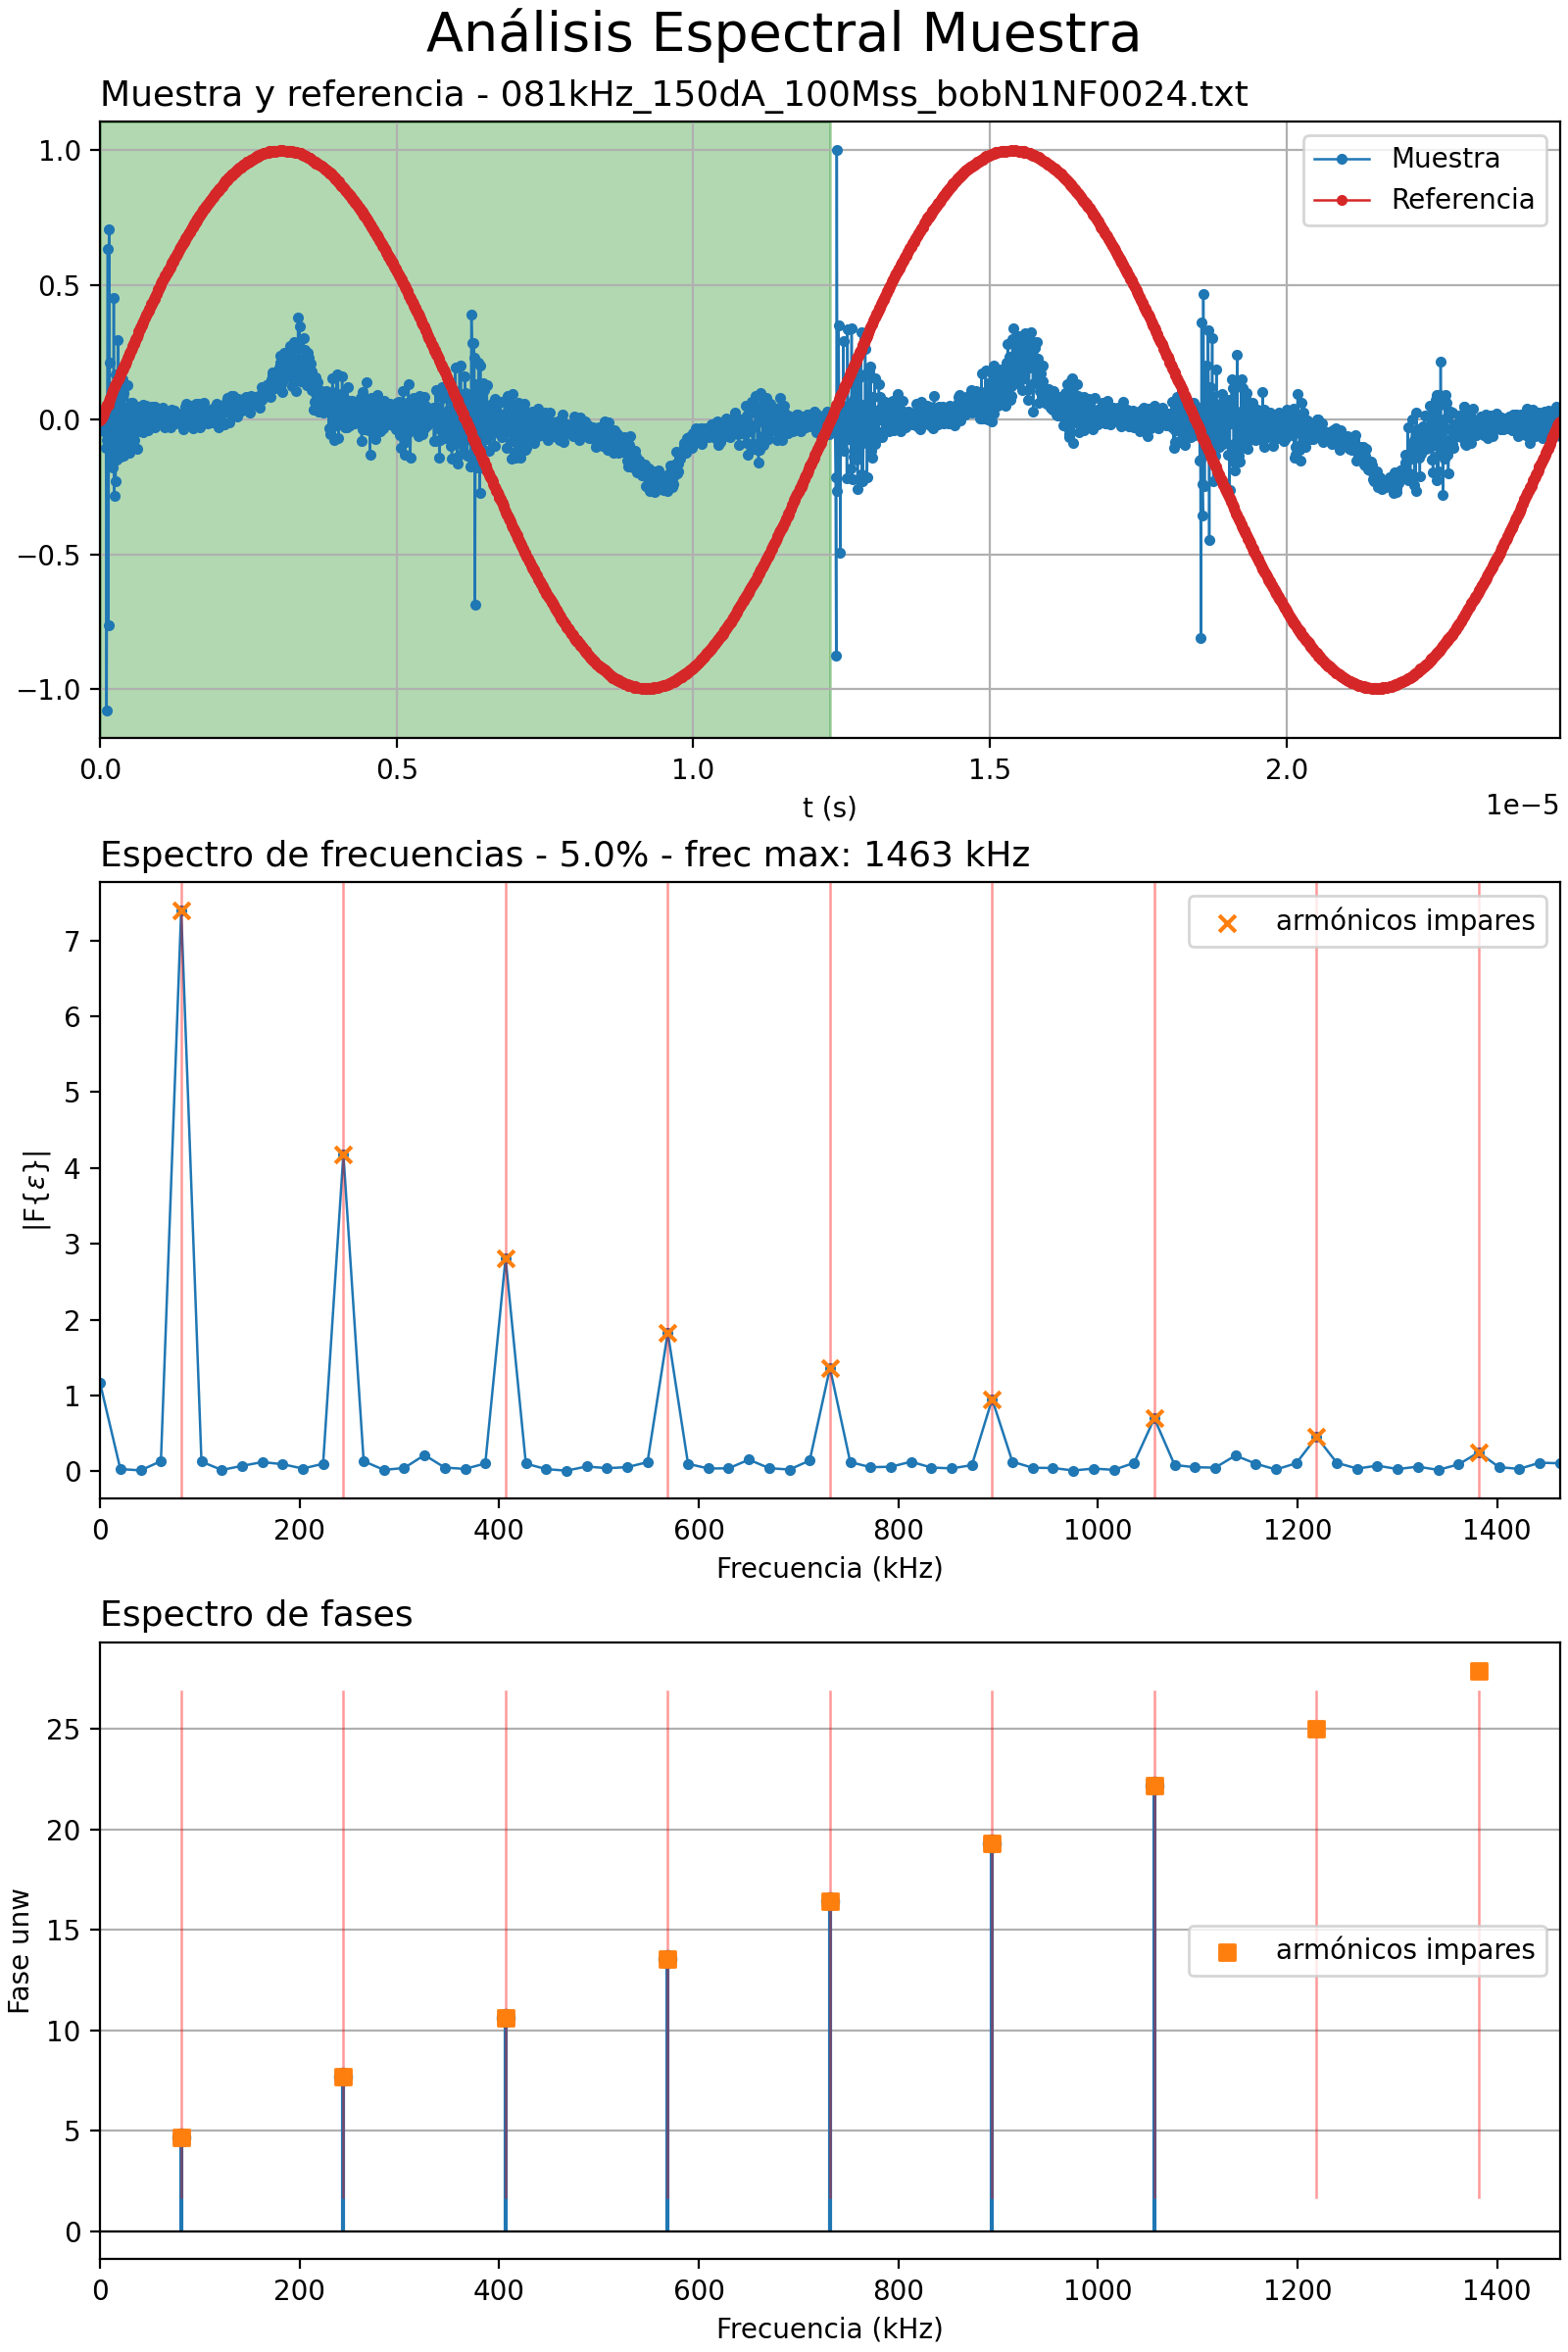 Análisis Espectral Muestra
Muestra y referencia - 081kHz_150dA_100Mss_bobN1NF0024.txt
1.0
0.5
0.0
−0.5
−1.0
Muestra
Referencia
0.0 0.5 1.0 1.5 2.0
t (s)
1e−5
Espectro de frecuencias - 5.0% - frec max: 1463 kHz
|F{ε}|
7
6
5
4
3
2
1
0
armónicos impares
0 200 400 600 800 1000 1200 1400
Frecuencia (kHz)
Espectro de fases
Fase unw
25
20
15
10
5
0
armónicos impares
0 200 400 600 800 1000 1200 1400
Frecuencia (kHz)